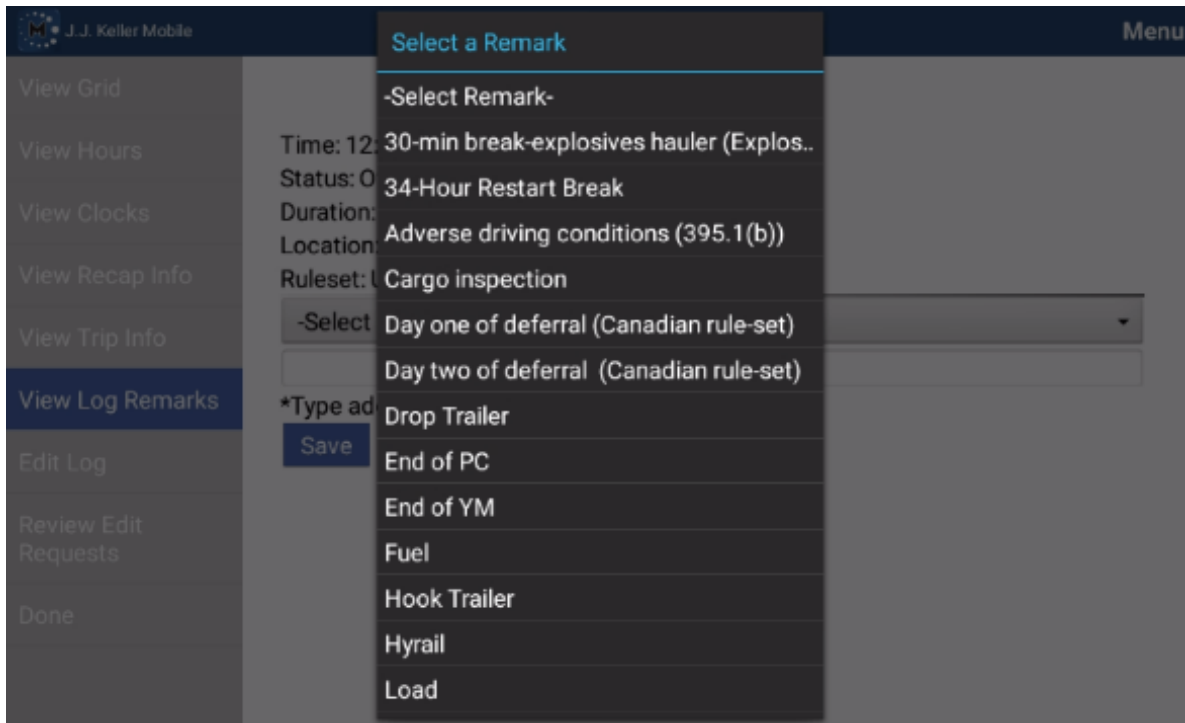 J.J. Keller Mobile
Menu
View Grid
View Hours
View Clocks
View Recap Info
View Trip Info
View Log Remarks
Edit Log
Review Edit
Requests
Done
Time: 12:
Status: O
Duration:
Location:
Ruleset: U
-Select
*Type ad
Save
Select a Remark
-Select Remark-
30-min break-explosives hauler (Explos..
34-Hour Restart Break
Adverse driving conditions (395.1(b))
Cargo inspection
Day one of deferral (Canadian rule-set)
Day two of deferral  (Canadian rule-set)
Drop Trailer
End of PC
End of YM
Fuel
Hook Trailer
Hyrail
Load